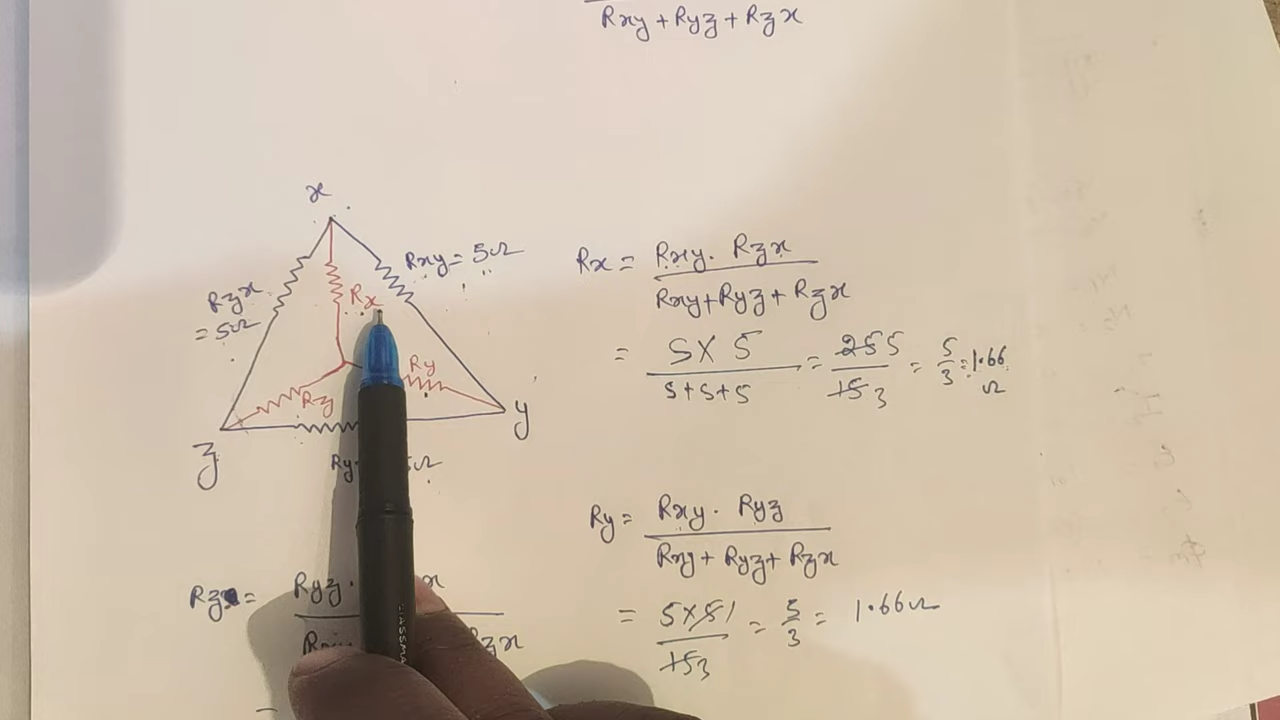 Rxy + Ryz + Rzx
x
Rxy = 5Ω
Rzx
= 5Ω
Rx
Ry
Rz
z
y
Rx = Rxy . Rzx
Rxy + Ryz + Rzx
= 5 X 5 = 25 5 = 5 = 1.66
5+5+5 15 3 3 Ω
Ry = Rxy . Ryz
Rxy + Ryz + Rzx
= 5 X 5 1 = 5 = 1.66Ω
15 3 3
Rz = Ryz .